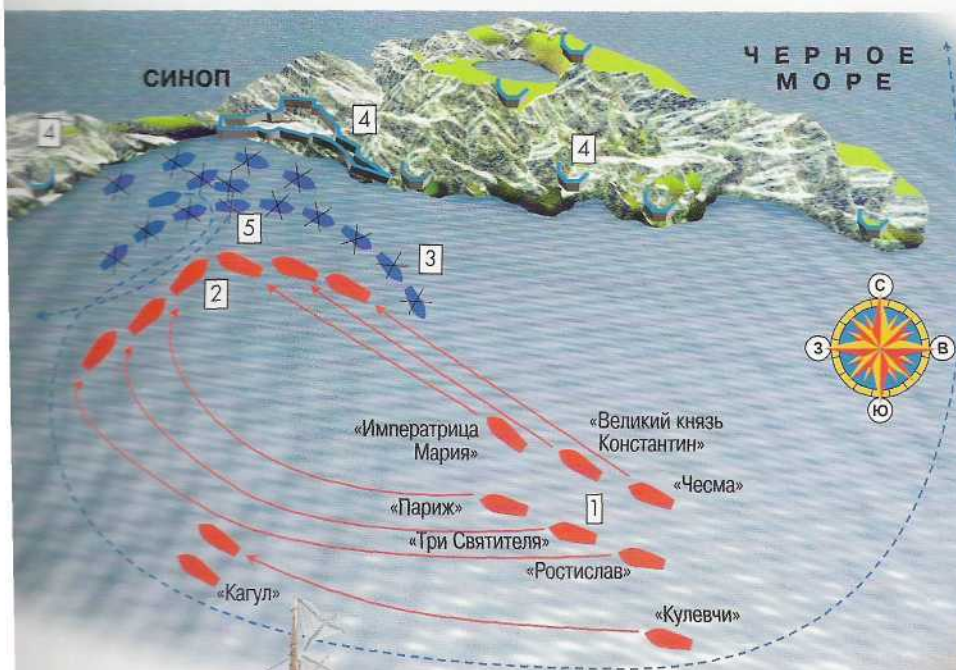 СИНОП
ЧЕРНОЕ
МОРЕ
4
4
4
5
3
2
С
З
В
Ю
«Императрица
Мария»
«Великий князь
Константин»
«Чесма»
«Париж»
1
«Три Святителя»
«Ростислав»
«Кагул»
«Кулевчи»